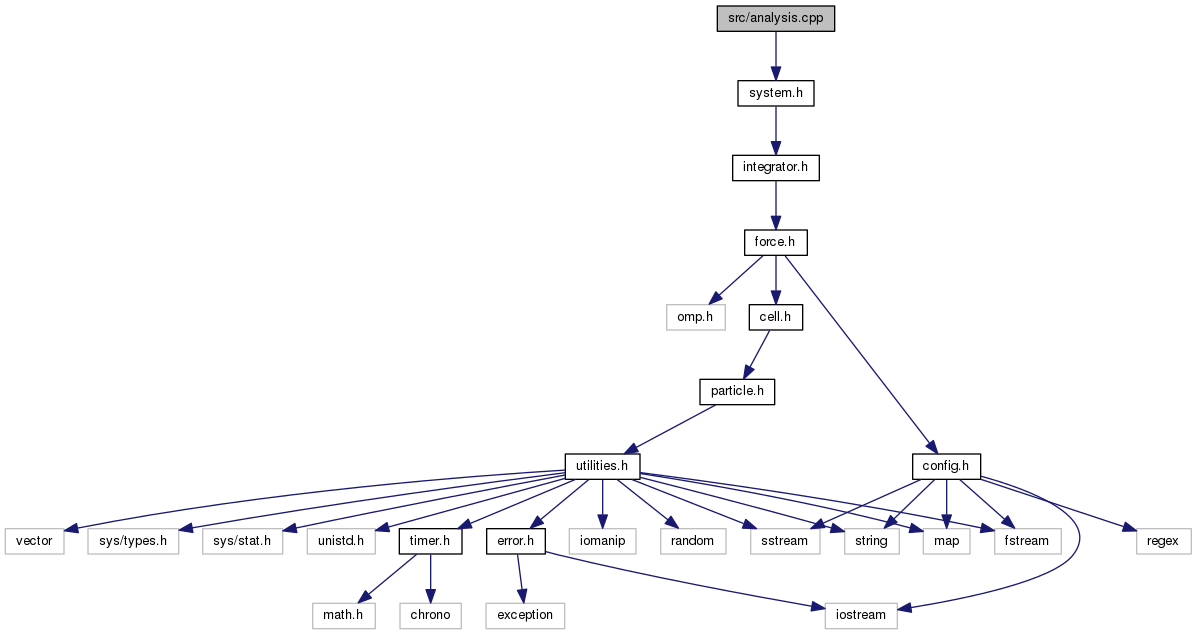 src/analysis.cpp
system.h
integrator.h
force.h
omp.h
cell.h
particle.h
utilities.h
config.h
vector
sys/types.h
sys/stat.h
unistd.h
timer.h
error.h
iomanip
random
sstream
string
map
fstream
regex
math.h
chrono
exception
iostream